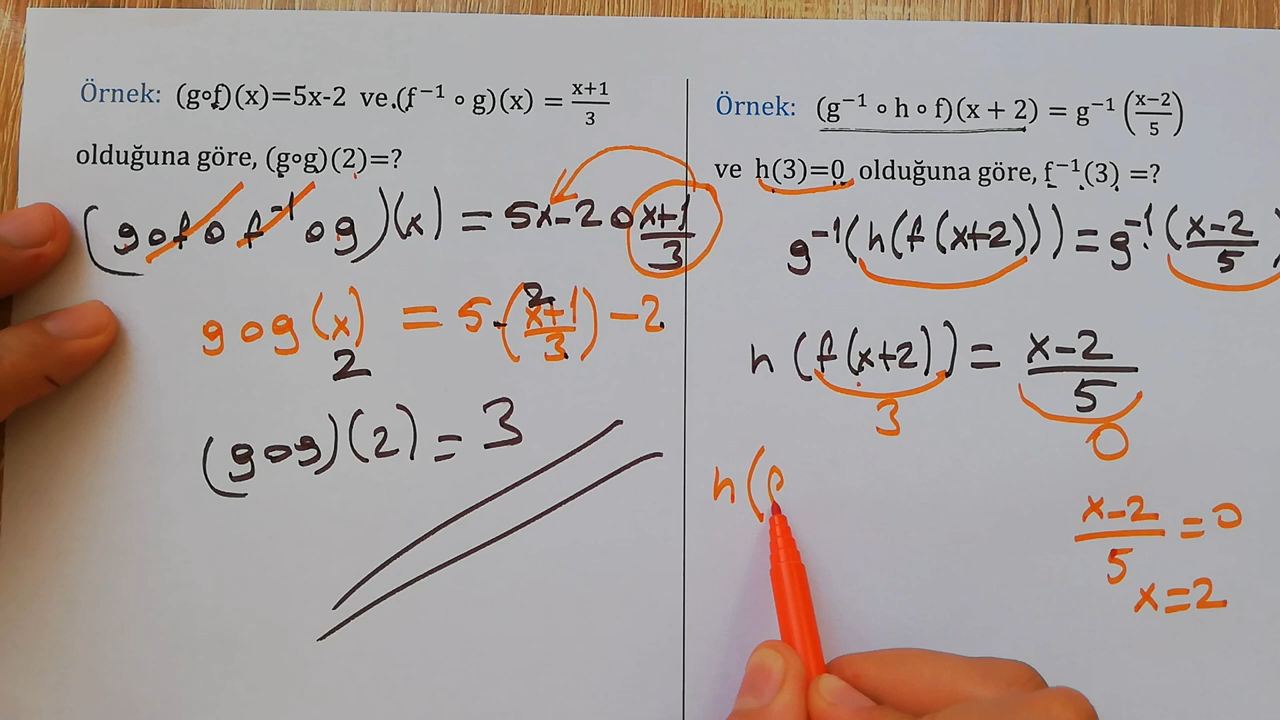 Örnek: (g∘f)(x)=5x-2 ve (f⁻¹ ∘ g)(x) = x+1/3
olduğuna göre, (g∘g)(2)=?
(g o f o f⁻¹ o g)(x) = 5x-2 o x+1/3
g o g (x) = 5.(x+1/3) - 2
2 2
(g o g)(2) = 3
Örnek: (g⁻¹ ∘ h ∘ f)(x + 2) = g⁻¹ (x-2/5)
ve h(3)=0 olduğuna göre, f⁻¹(3) =?
g⁻¹(h(f(x+2))) = g⁻¹(x-2/5)
h(f(x+2)) = x-2/5
3 0
h(
x-2/5 = 0
x=2